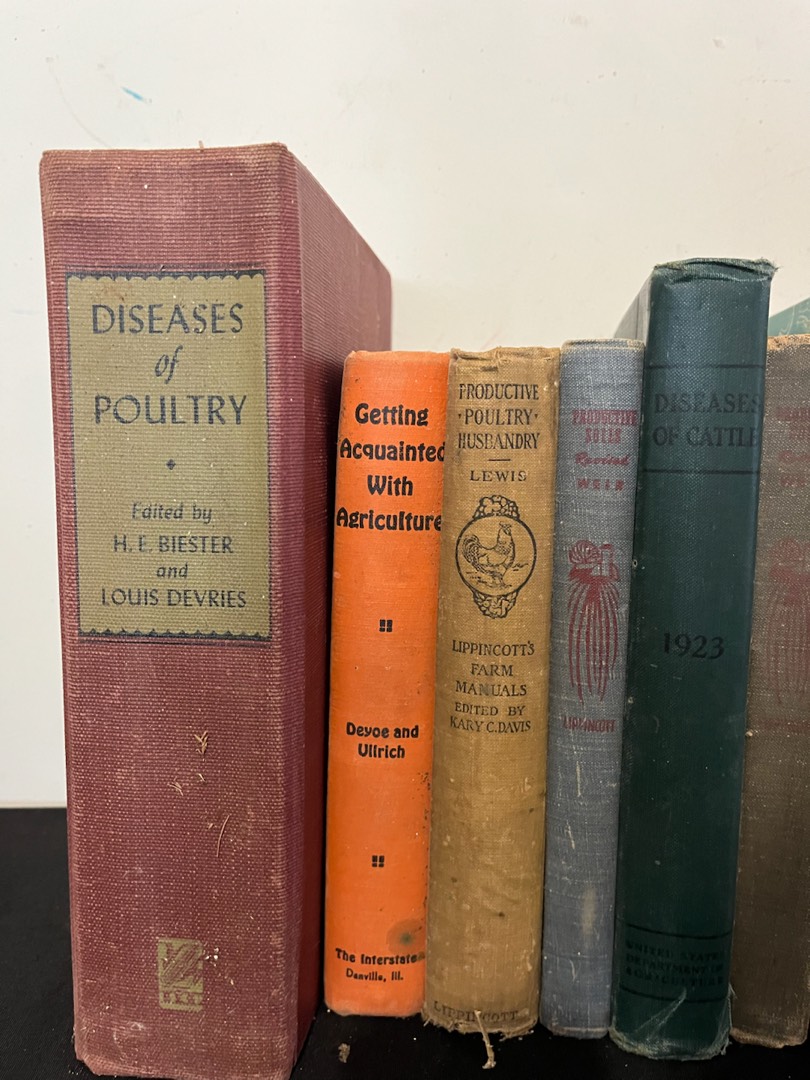 DISEASES
of
POULTRY
Edited by
H. E. BIESTER
and
LOUIS DEVRIES
Getting
Acquainted
With
Agriculture
Devoe and
Ullrich
The Interstate
Danville, Ill.
PRODUCTIVE
·POULTRY·
HUSBANDRY
LEWIS
LIPPINCOTT'S
FARM
MANUALS
EDITED BY
KARY C. DAVIS
LIPPINCOTT
PRODUCTIVE
SOILS
Revised
WEIR
LIPPINCOTT
DISEASES
OF CATTLE
1923
UNITED STATES
DEPARTMENT OF
AGRICULTURE